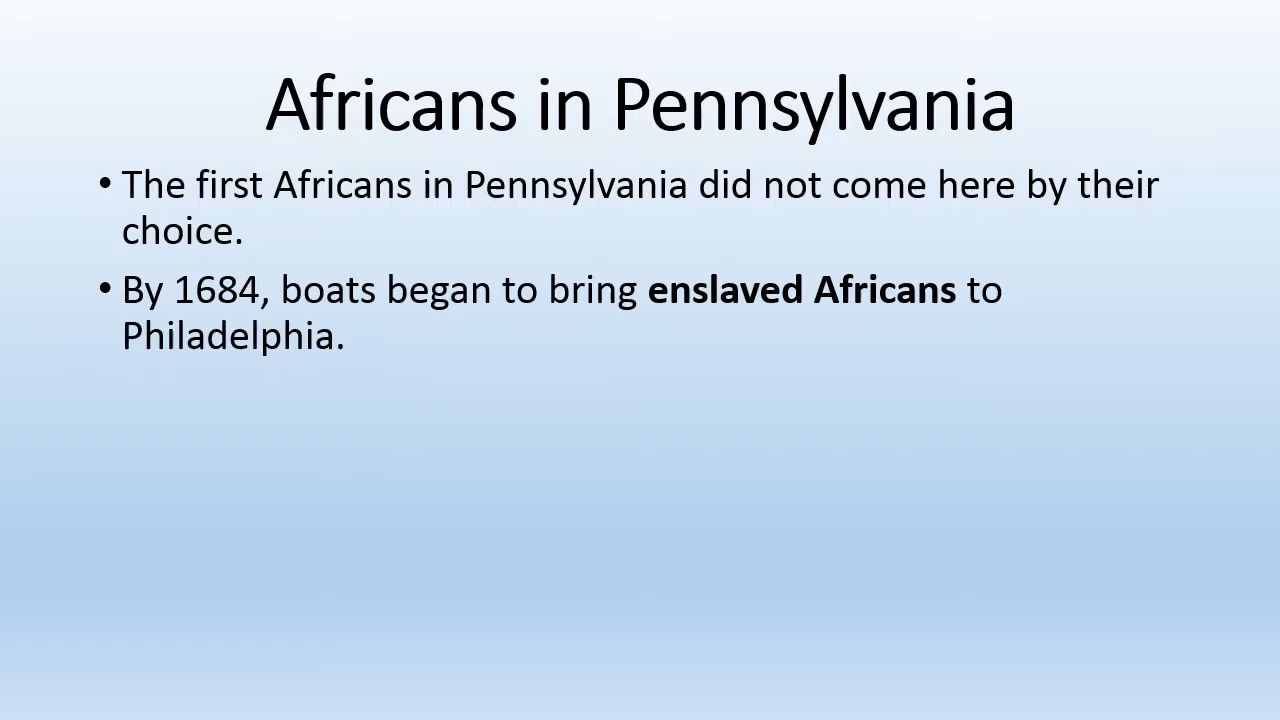 Africans in Pennsylvania
• The first Africans in Pennsylvania did not come here by their
choice.
• By 1684, boats began to bring enslaved Africans to
Philadelphia.